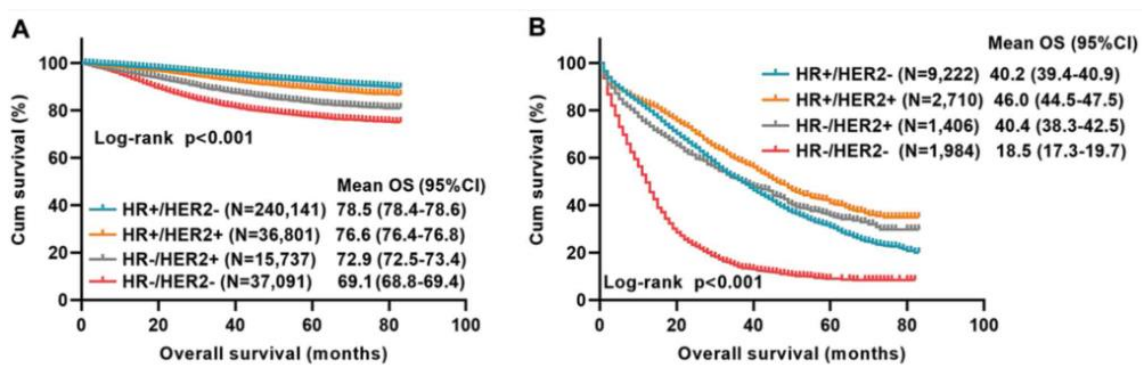 A
Cum survival (%)
100
80
60
40
20
0
Log-rank p<0.001
Mean OS (95%CI)
HR+/HER2- (N=240,141) 78.5 (78.4-78.6)
HR+/HER2+ (N=36,801) 76.6 (76.4-76.8)
HR-/HER2+ (N=15,737) 72.9 (72.5-73.4)
HR-/HER2- (N=37,091) 69.1 (68.8-69.4)
0 20 40 60 80 100
Overall survival (months)
B
Cum survival (%)
100
80
60
40
20
0
Mean OS (95%CI)
HR+/HER2- (N=9,222) 40.2 (39.4-40.9)
HR+/HER2+ (N=2,710) 46.0 (44.5-47.5)
HR-/HER2+ (N=1,406) 40.4 (38.3-42.5)
HR-/HER2- (N=1,984) 18.5 (17.3-19.7)
Log-rank p<0.001
0 20 40 60 80 100
Overall survival (months)